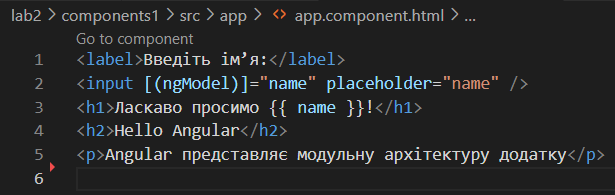 lab2 > components1 > src > app > <> app.component.html > ...
Go to component
1 <label>Введіть ім’я:</label>
2 <input [(ngModel)]="name" placeholder="name" />
3 <h1>Ласкаво просимо {{ name }}!</h1>
4 <h2>Hello Angular</h2>
5 <p>Angular представляє модульну архітектуру додатку</p>
6